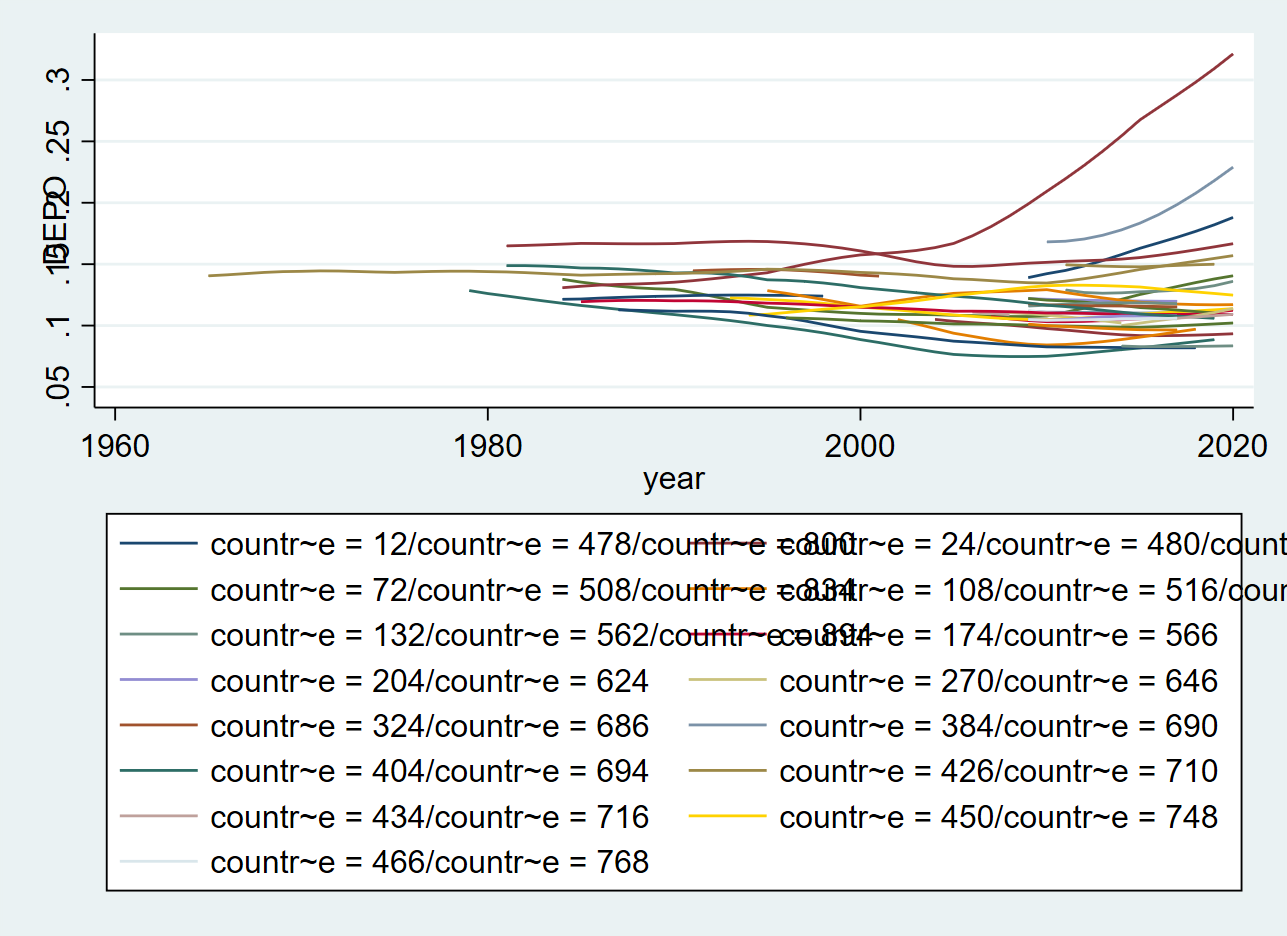 .3
.25
.2
.15
.1
.05
DEPO
1960 1980 2000 2020
year
countr~e = 12/countr~e = 478/countr~e = 800 countr~e = 24/countr~e = 480/count
countr~e = 72/countr~e = 508/countr~e = 834 countr~e = 108/countr~e = 516/cour
countr~e = 132/countr~e = 562/countr~e = 894 countr~e = 174/countr~e = 566
countr~e = 204/countr~e = 624 countr~e = 270/countr~e = 646
countr~e = 324/countr~e = 686 countr~e = 384/countr~e = 690
countr~e = 404/countr~e = 694 countr~e = 426/countr~e = 710
countr~e = 434/countr~e = 716 countr~e = 450/countr~e = 748
countr~e = 466/countr~e = 768